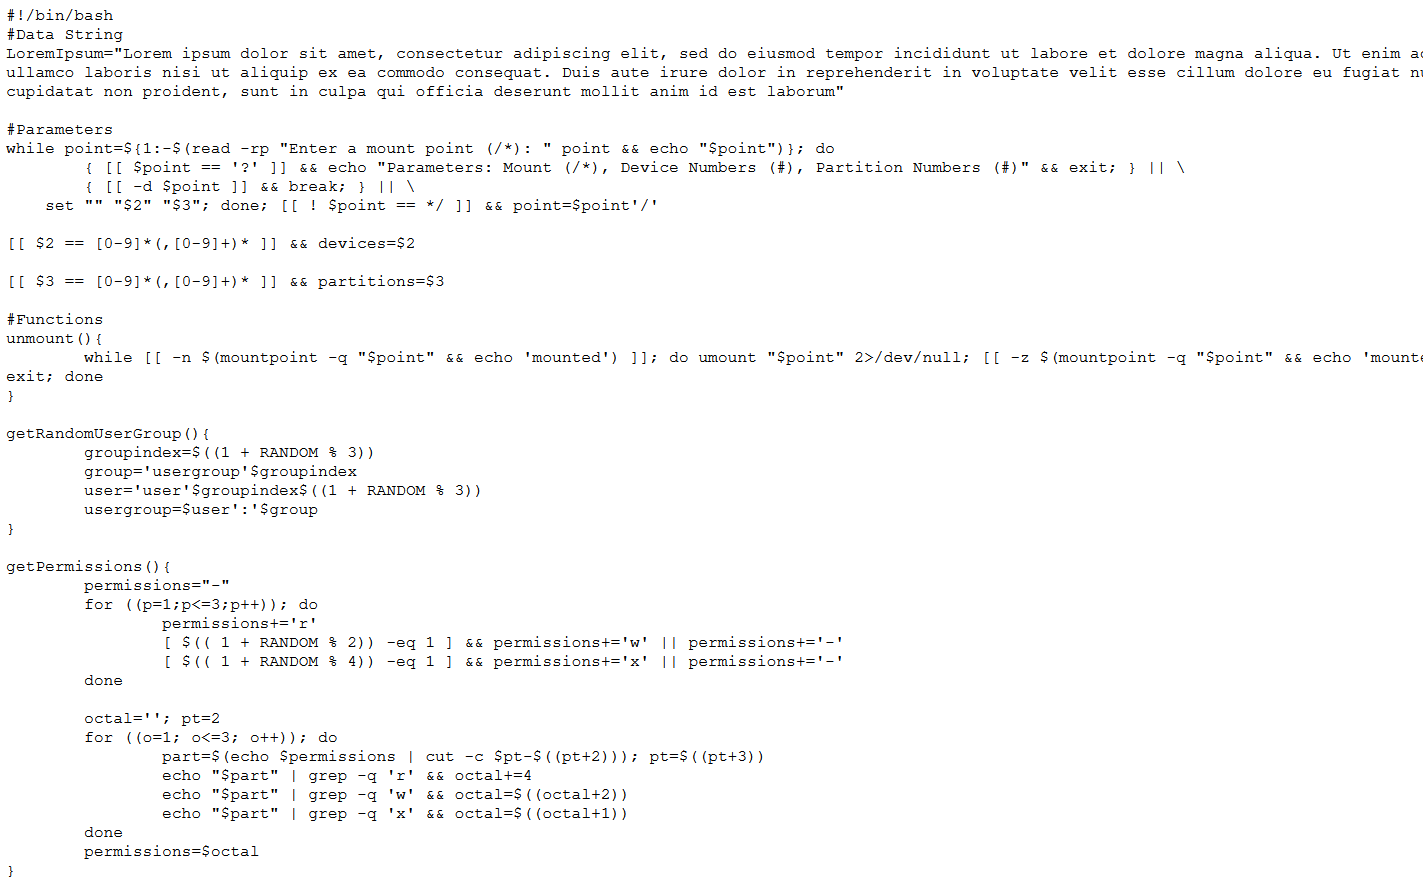 #!/bin/bash
#Data String
LoremIpsum="Lorem ipsum dolor sit amet, consectetur adipiscing elit, sed do eiusmod tempor incididunt ut labore et dolore magna aliqua. Ut enim
ullamco laboris nisi ut aliquip ex ea commodo consequat. Duis aute irure dolor in reprehenderit in voluptate velit esse cillum dolore eu fugiat
cupidatat non proident, sunt in culpa qui officia deserunt mollit anim id est laborum"
#Parameters
while point=${1:-$(read -rp "Enter a mount point (/*): " point && echo "$point")}; do
{ [[ $point == '?' ]] && echo "Parameters: Mount (/*), Device Numbers (#), Partition Numbers (#)" && exit; } || \
{ [[ -d $point ]] && break; } || \
set "" "$2" "$3"; done; [[ ! $point == */ ]] && point=$point'/'
[[ $2 == [0-9]*(,[0-9]+)* ]] && devices=$2
[[ $3 == [0-9]*(,[0-9]+)* ]] && partitions=$3
#Functions
unmount(){
while [[ -n $(mountpoint -q "$point" && echo 'mounted') ]]; do umount "$point" 2>/dev/null; [[ -z $(mountpoint -q "$point" && echo
exit; done
}
getRandomUserGroup(){
groupindex=$((1 + RANDOM % 3))
group='usergroup'$groupindex
user='user'$groupindex$((1 + RANDOM % 3))
usergroup=$user':'$group
}
getPermissions(){
permissions="-"
for ((p=1;p<=3;p++)); do
permissions+='r'
[ $(( 1 + RANDOM % 2)) -eq 1 ] && permissions+='w' || permissions+='-'
[ $(( 1 + RANDOM % 4)) -eq 1 ] && permissions+='x' || permissions+='-'
done
octal=''; pt=2
for ((o=1; o<=3; o++)); do
part=$(echo $permissions | cut -c $pt-$((pt+2))); pt=$((pt+3))
echo "$part" | grep -q 'r' && octal+=4
echo "$part" | grep -q 'w' && octal=$((octal+2))
echo "$part" | grep -q 'x' && octal=$((octal+1))
done
permissions=$octal
}